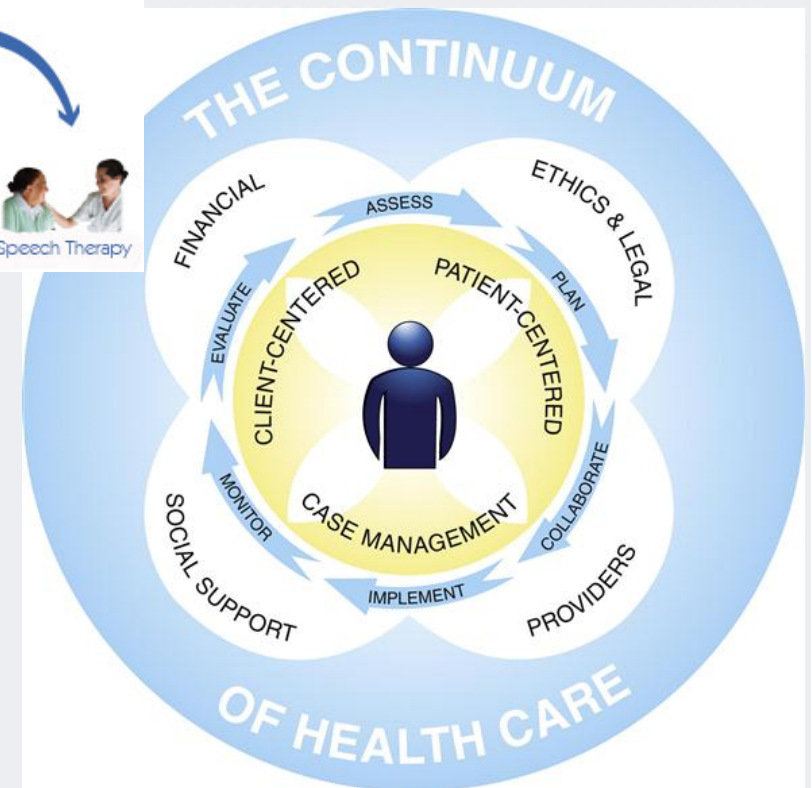 THE CONTINUUM
FINANCIAL
ETHICS & LEGAL
ASSESS
Speech Therapy
EVALUATE
PLAN
CLIENT-CENTERED
PATIENT-CENTERED
MONITOR
COLLABORATE
CASE MANAGEMENT
SOCIAL SUPPORT
IMPLEMENT
PROVIDERS
OF HEALTH CARE